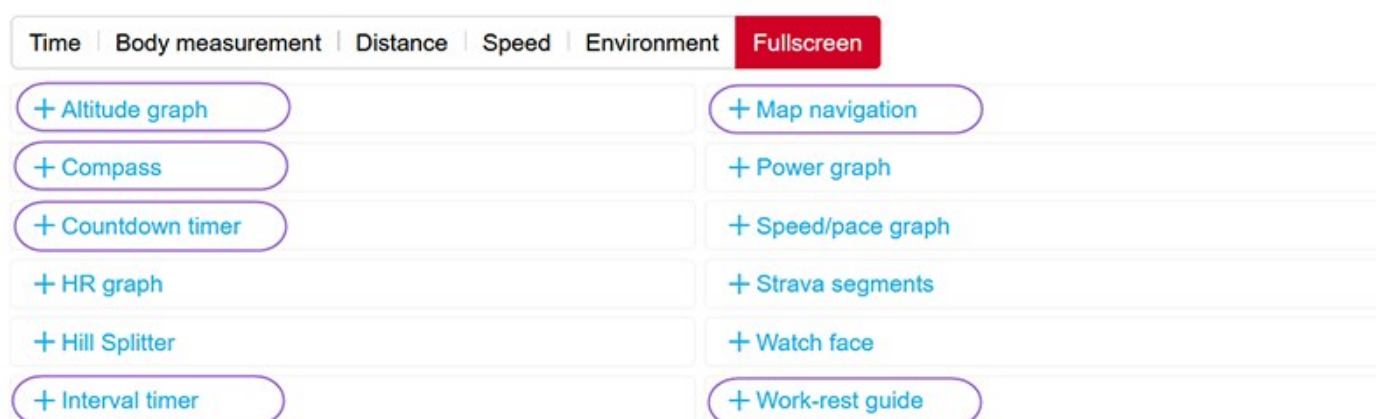 Time Body measurement Distance Speed Environment Fullscreen
+ Altitude graph
+ Map navigation
+ Compass
+ Power graph
+ Countdown timer
+ Speed/pace graph
+ HR graph
+ Strava segments
+ Hill Splitter
+ Watch face
+ Interval timer
+ Work-rest guide